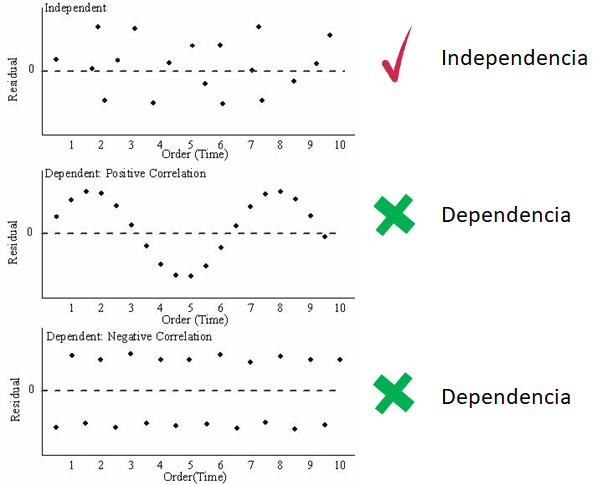 Independent
Residual
0
1 2 3 4 5 6 7 8 9 10
Order (Time)
Independencia
Dependent: Positive Correlation
Residual
0
1 2 3 4 5 6 7 8 9 10
Order (Time)
Dependencia
Dependent: Negative Correlation
Residual
0
1 2 3 4 5 6 7 8 9 10
Order(Time)
Dependencia